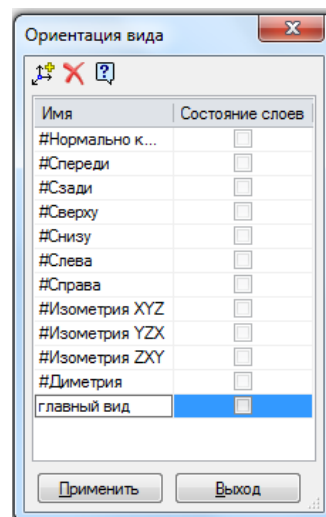 Ориентация вида
Имя Состояние слоев
#Нормально к...
#Спереди
#Сзади
#Сверху
#Снизу
#Слева
#Справа
#Изометрия XYZ
#Изометрия YZX
#Изометрия ZXY
#Диметрия
главный вид
Применить Выход